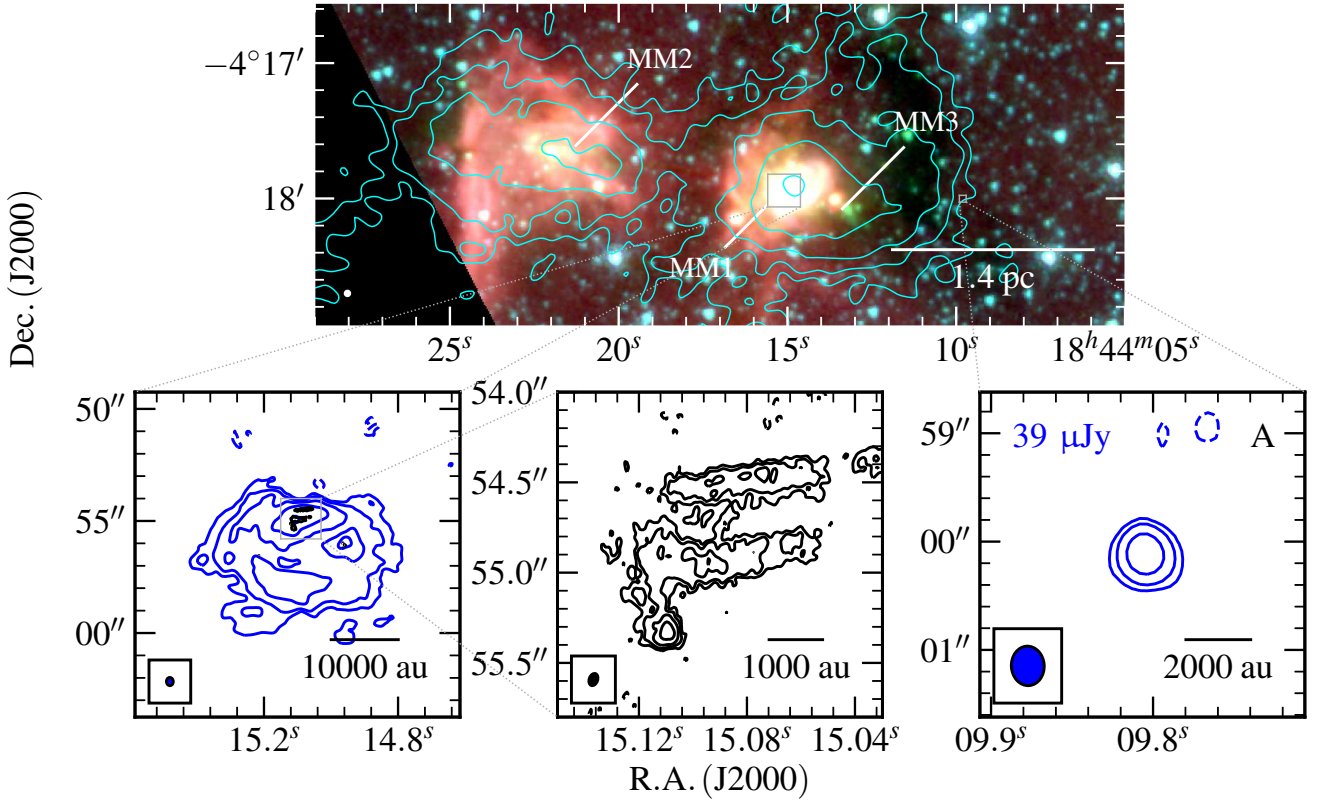 −4°17′
MM2
MM3
18′
MM1
1.4 pc
Dec. (J2000)
25ˢ 20ˢ 15ˢ 10ˢ 18ʰ44ᵐ05ˢ
50″
55″
00″
10000 au
15.2ˢ 14.8ˢ
54.0″
54.5″
55.0″
55.5″
1000 au
15.12ˢ 15.08ˢ 15.04ˢ
39 μJy A
59″
00″
01″
2000 au
09.9ˢ 09.8ˢ
R.A. (J2000)